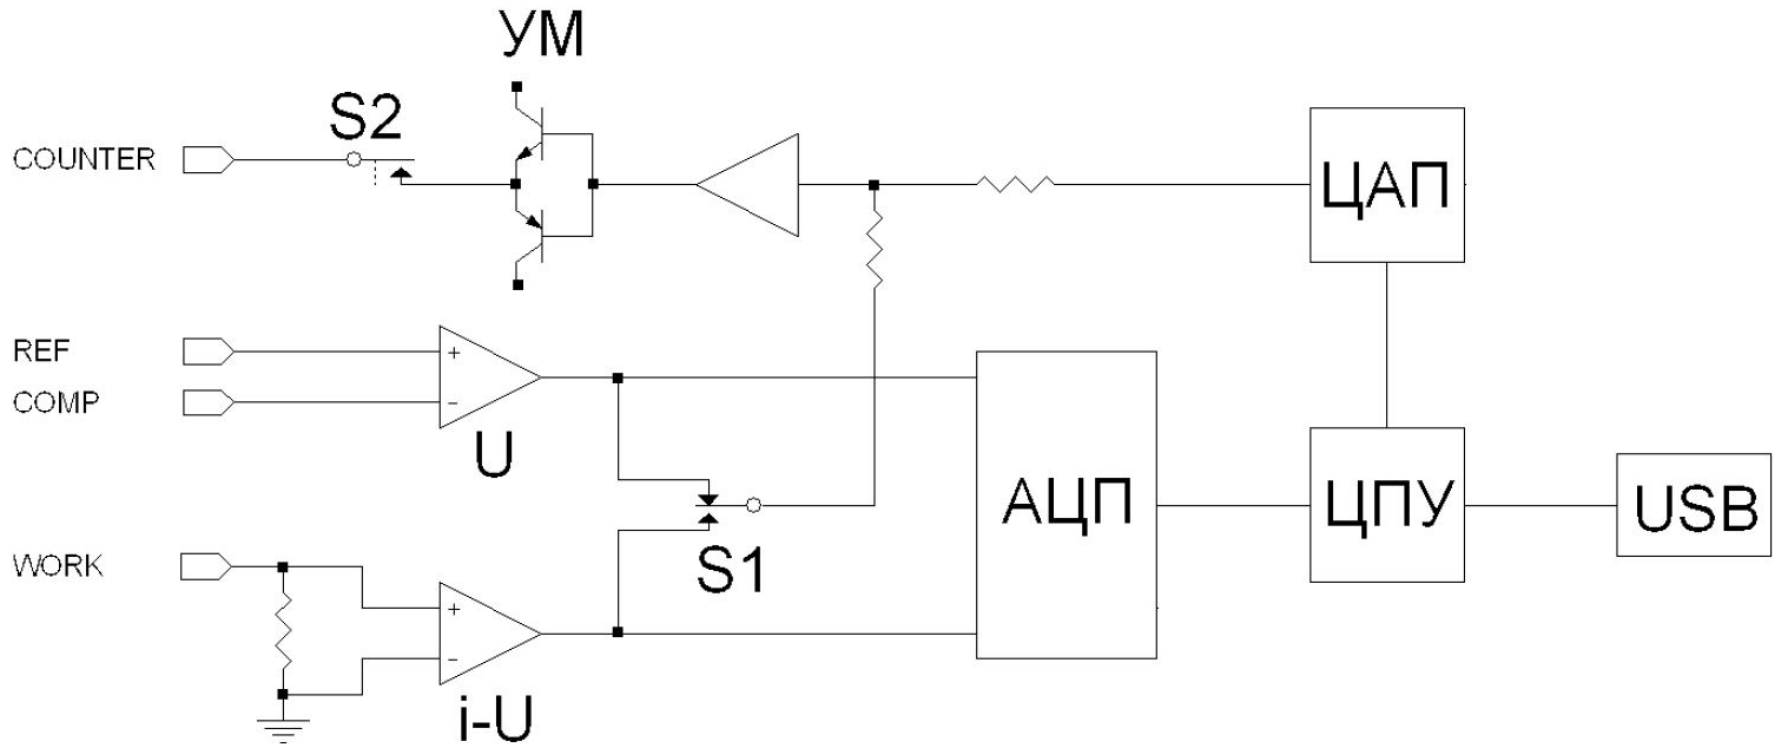 УМ
S2
COUNTER
ЦАП
REF
COMP
+
−
U
АЦП
ЦПУ
USB
S1
WORK
+
−
i-U